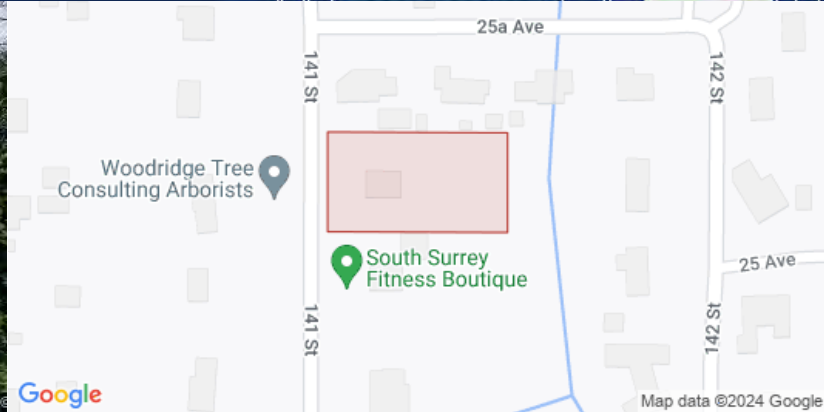 25a Ave
141 St
142 St
Woodridge Tree
Consulting Arborists
South Surrey
Fitness Boutique
25 Ave
141 St
142 St
Google
Map data ©2024 Google